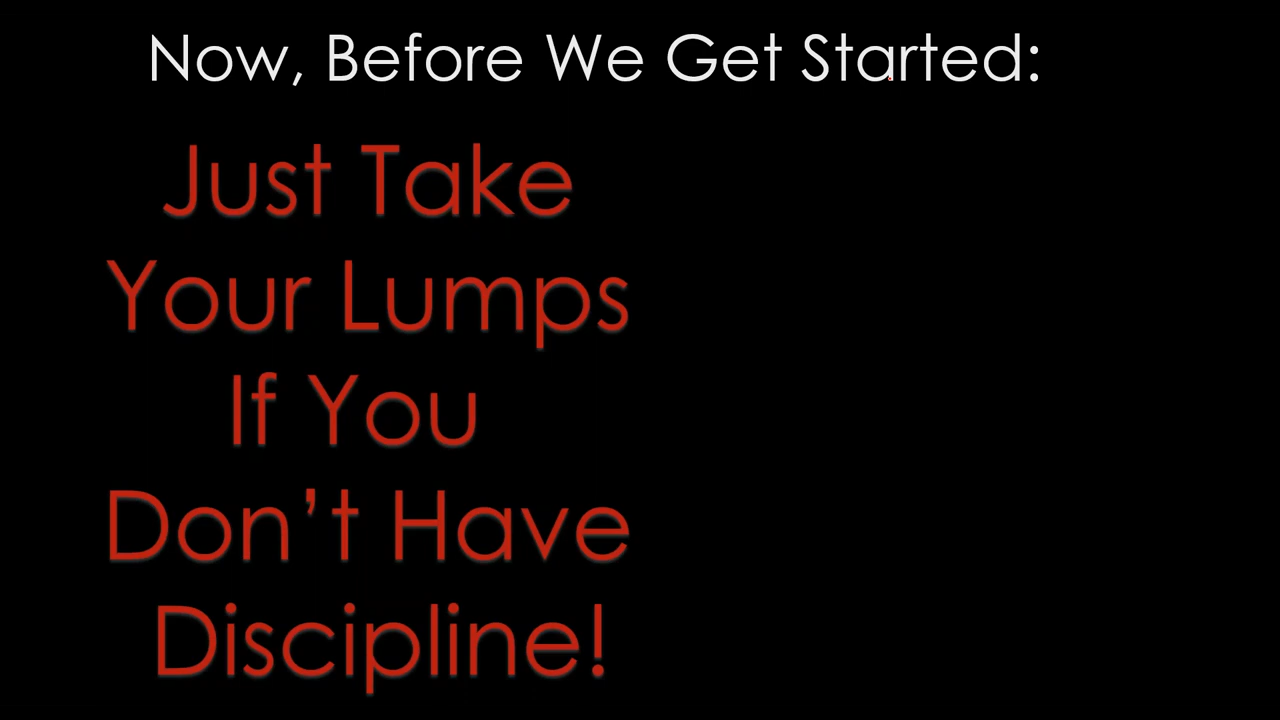 Now, Before We Get Started:
Just Take
Your Lumps
If You
Don’t Have
Discipline!